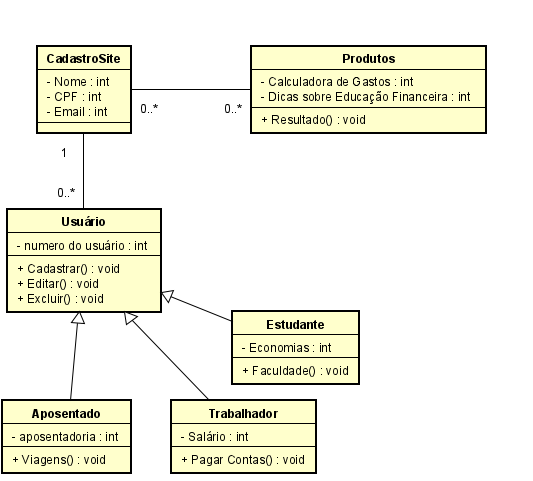 CadastroSite
- Nome : int
- CPF : int
- Email : int
Produtos
- Calculadora de Gastos : int
- Dicas sobre Educação Financeira : int
+ Resultado() : void
0..*
0..*
1
0..*
Usuário
- numero do usuário : int
+ Cadastrar() : void
+ Editar() : void
+ Excluir() : void
Estudante
- Economias : int
+ Faculdade() : void
Aposentado
- aposentadoria : int
+ Viagens() : void
Trabalhador
- Salário : int
+ Pagar Contas() : void